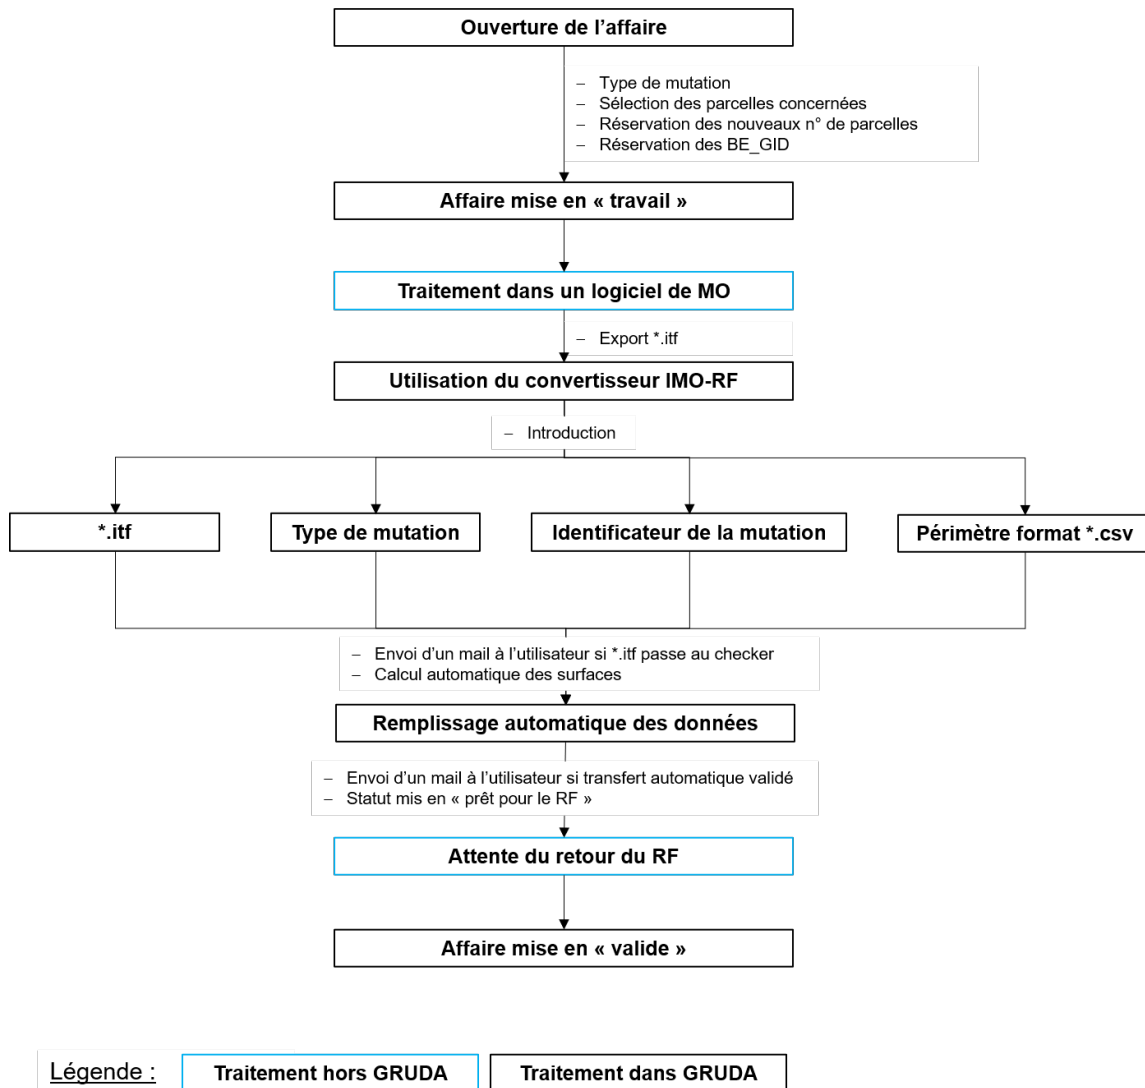 Ouverture de l’affaire
– Type de mutation
– Sélection des parcelles concernées
– Réservation des nouveaux n° de parcelles
– Réservation des BE_GID
Affaire mise en « travail »
Traitement dans un logiciel de MO
– Export *.itf
Utilisation du convertisseur IMO-RF
– Introduction
*.itf
Type de mutation
Identificateur de la mutation
Périmètre format *.csv
– Envoi d’un mail à l’utilisateur si *.itf passe au checker
– Calcul automatique des surfaces
Remplissage automatique des données
– Envoi d’un mail à l’utilisateur si transfert automatique validé
– Statut mis en « prêt pour le RF »
Attente du retour du RF
Affaire mise en « valide »
Légende :
Traitement hors GRUDA
Traitement dans GRUDA